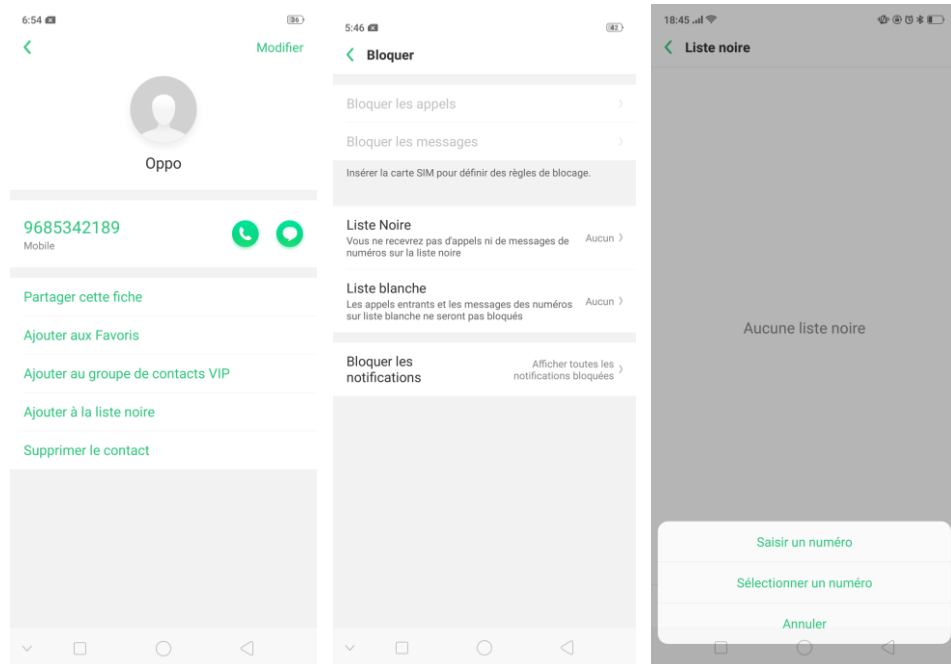 6:54
36
Modifier
Oppo
9685342189
Mobile
Partager cette fiche
Ajouter aux Favoris
Ajouter au groupe de contacts VIP
Ajouter à la liste noire
Supprimer le contact
5:46
42
Bloquer
Bloquer les appels
Bloquer les messages
Insérer la carte SIM pour définir des règles de blocage.
Liste Noire
Vous ne recevrez pas d'appels ni de messages de
numéros sur la liste noire
Aucun
Liste blanche
Les appels entrants et les messages des numéros
sur liste blanche ne seront pas bloqués
Aucun
Bloquer les
notifications
Afficher toutes les
notifications bloquées
18:45
Liste noire
Aucune liste noire
Saisir un numéro
Sélectionner un numéro
Annuler